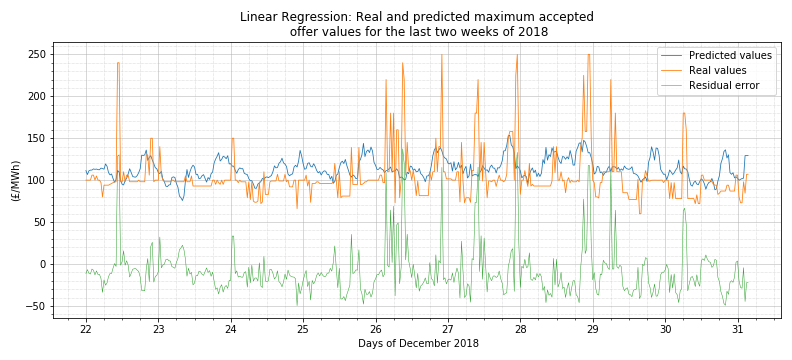 Linear Regression: Real and predicted maximum accepted
offer values for the last two weeks of 2018
Predicted values
Real values
Residual error
250
200
150
100
50
0
−50
(£/MWh)
22 23 24 25 26 27 28 29 30 31
Days of December 2018